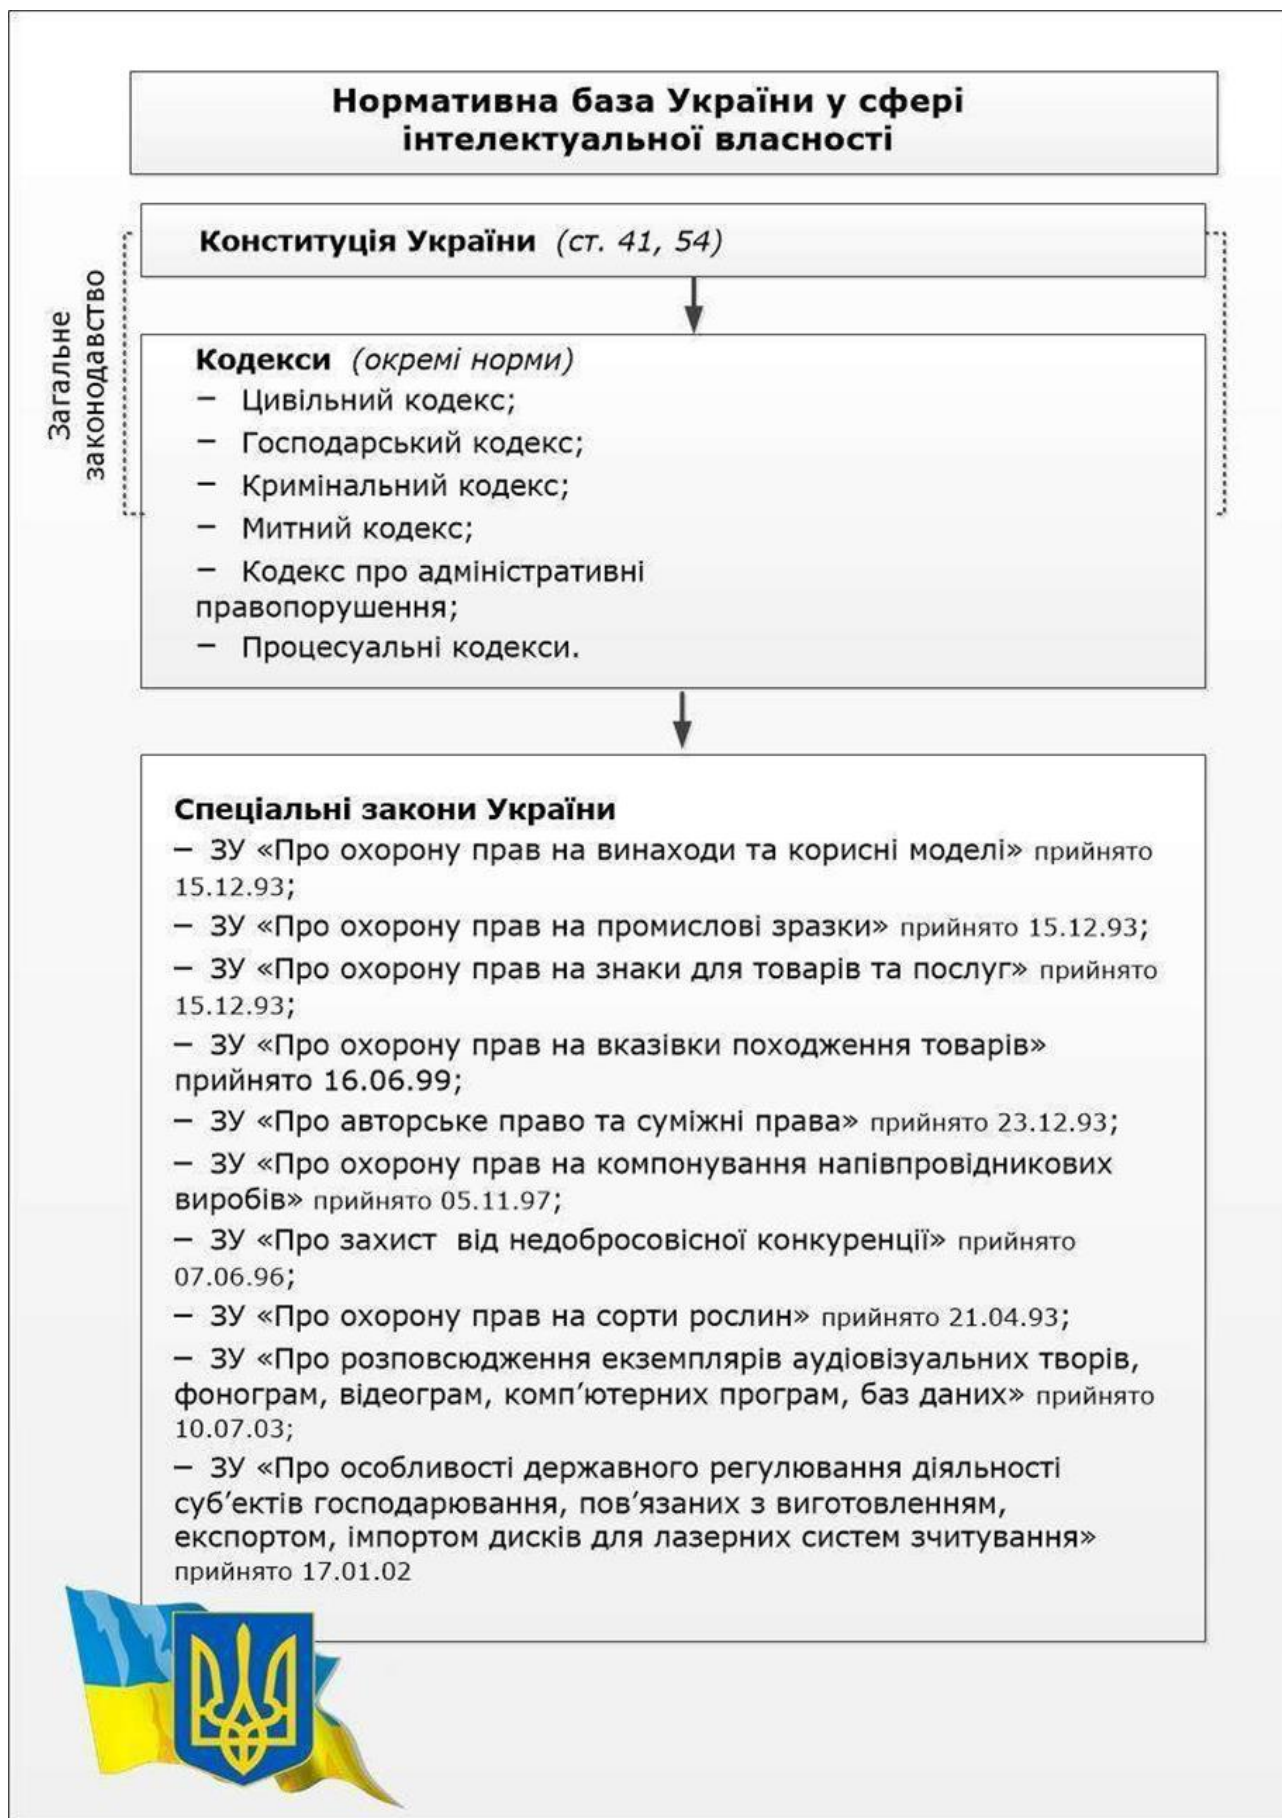 Нормативна база України у сфері
інтелектуальної власності
Конституція України (ст. 41, 54)
Загальне
законодавство
Кодекси (окремі норми)
– Цивільний кодекс;
– Господарський кодекс;
– Кримінальний кодекс;
– Митний кодекс;
– Кодекс про адміністративні
правопорушення;
– Процесуальні кодекси.
Спеціальні закони України
– ЗУ «Про охорону прав на винаходи та корисні моделі» прийнято
15.12.93;
– ЗУ «Про охорону прав на промислові зразки» прийнято 15.12.93;
– ЗУ «Про охорону прав на знаки для товарів та послуг» прийнято
15.12.93;
– ЗУ «Про охорону прав на вказівки походження товарів»
прийнято 16.06.99;
– ЗУ «Про авторське право та суміжні права» прийнято 23.12.93;
– ЗУ «Про охорону прав на компонування напівпровідникових
виробів» прийнято 05.11.97;
– ЗУ «Про захист від недобросовісної конкуренції» прийнято
07.06.96;
– ЗУ «Про охорону прав на сорти рослин» прийнято 21.04.93;
– ЗУ «Про розповсюдження екземплярів аудіовізуальних творів,
фонограм, відеограм, комп’ютерних програм, баз даних» прийнято
10.07.03;
– ЗУ «Про особливості державного регулювання діяльності
суб’єктів господарювання, пов’язаних з виготовленням,
експортом, імпортом дисків для лазерних систем зчитування»
прийнято 17.01.02